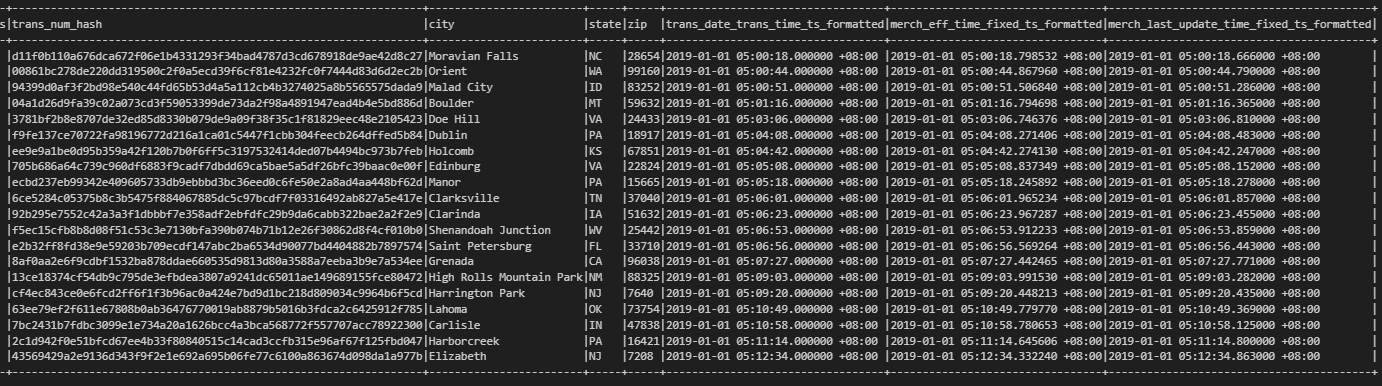 s|trans_num_hash|city|state|zip|trans_date_trans_time_ts_formatted|merch_eff_time_fixed_ts_formatted|merch_last_update_time_fixed_ts_formatted|
|d11f0b110a676dca672f06e1b4331293f34bad4787d3cd678918de9ae42d8c27|Moravian Falls|NC|28654|2019-01-01 05:00:18.000000 +08:00|2019-01-01 05:00:18.798532 +08:00|2019-01-01 05:00:18.666000 +08:00|
|00861bc278de220dd319500c2f0a5ecd39f6cf81e4232fc0f7444d83d6d2ec2b|Orient|WA|99160|2019-01-01 05:00:44.000000 +08:00|2019-01-01 05:00:44.867960 +08:00|2019-01-01 05:00:44.790000 +08:00|
|94399d0af3f2bd98e540c44fd65b53d4a5a112cb4b3274025a8b5565575dada9|Malad City|ID|83252|2019-01-01 05:00:51.000000 +08:00|2019-01-01 05:00:51.506840 +08:00|2019-01-01 05:00:51.286000 +08:00|
|04a1d26d9fa39c02a073cd3f59053399de73da2f98a4891947ead4b4e5bd886d|Boulder|MT|59632|2019-01-01 05:01:16.000000 +08:00|2019-01-01 05:01:16.794698 +08:00|2019-01-01 05:01:16.365000 +08:00|
|3781bf2b8e8707de32ed85d8330b079de9a09f38f35c1f81829eec48e2105423|Doe Hill|VA|24433|2019-01-01 05:03:06.000000 +08:00|2019-01-01 05:03:06.746376 +08:00|2019-01-01 05:03:06.810000 +08:00|
|f9fe137ce70722fa98196772d216a1ca01c5447f1cbb304feecb264dffed5b84|Dublin|PA|18917|2019-01-01 05:04:08.000000 +08:00|2019-01-01 05:04:08.271406 +08:00|2019-01-01 05:04:08.483000 +08:00|
|ee9e9a1be0d95b359a42f120b7b0f6ff5c3197532414ded07b4494bc973b7feb|Holcomb|KS|67851|2019-01-01 05:04:42.000000 +08:00|2019-01-01 05:04:42.274130 +08:00|2019-01-01 05:04:42.247000 +08:00|
|705b686a64c739c960df6883f9cadf7dbdd69ca5bae5a5df26bfc39baac0e00f|Edinburg|VA|22824|2019-01-01 05:05:08.000000 +08:00|2019-01-01 05:05:08.837349 +08:00|2019-01-01 05:05:08.152000 +08:00|
|ecbd237eb99342e409605733db9ebbbd3bc36eed0c6fe50e2a8ad4aa448bf62d|Manor|PA|15665|2019-01-01 05:05:18.000000 +08:00|2019-01-01 05:05:18.245892 +08:00|2019-01-01 05:05:18.278000 +08:00|
|6ce5284c05375b8c3b5475f884067885dc5c97bcdf7f03316492ab827a5e417e|Clarksville|TN|37040|2019-01-01 05:06:01.000000 +08:00|2019-01-01 05:06:01.965234 +08:00|2019-01-01 05:06:01.857000 +08:00|
|92b295e7552c42a3a3f1dbbbf7e358adf2ebfdfc29b9da6cabb322bae2a2f2e9|Clarinda|IA|51632|2019-01-01 05:06:23.000000 +08:00|2019-01-01 05:06:23.967287 +08:00|2019-01-01 05:06:23.455000 +08:00|
|f5ec15cfb8b8d08f51c53c3e7130bfa390b074b71b12e26f30862d8f4cf010b0|Shenandoah Junction|WV|25442|2019-01-01 05:06:53.000000 +08:00|2019-01-01 05:06:53.912233 +08:00|2019-01-01 05:06:53.859000 +08:00|
|e2b32ff8fd38e9e59203b709ecdf147abc2ba6534d90077bd4404882b7897574|Saint Petersburg|FL|33710|2019-01-01 05:06:56.000000 +08:00|2019-01-01 05:06:56.569264 +08:00|2019-01-01 05:06:56.443000 +08:00|
|8af0aa2e6f9cdbf1532ba878ddae660535d9813d80a3588a7eeba3b9e7a534ee|Grenada|CA|96038|2019-01-01 05:07:27.000000 +08:00|2019-01-01 05:07:27.442465 +08:00|2019-01-01 05:07:27.771000 +08:00|
|13ce18374cf54db9c795de3efbdea3807a9241dc65011ae149689155fce80472|High Rolls Mountain Park|NM|88325|2019-01-01 05:09:03.000000 +08:00|2019-01-01 05:09:03.991530 +08:00|2019-01-01 05:09:03.282000 +08:00|
|cf4ec843ce0e6fcd2ff6f1f3b96ac0a424e7bd9d1bc218d809034c9964b6f5cd|Harrington Park|NJ|7640|2019-01-01 05:09:20.000000 +08:00|2019-01-01 05:09:20.448213 +08:00|2019-01-01 05:09:20.435000 +08:00|
|63ee79ef2f611e67808b0ab36476770019ab8879b5016b3fdca2c6425912f785|Lahoma|OK|73754|2019-01-01 05:10:49.000000 +08:00|2019-01-01 05:10:49.779770 +08:00|2019-01-01 05:10:49.369000 +08:00|
|7bc2431b7fdbc3099e1e734a20a1626bcc4a3bca568772f557707acc78922300|Carlisle|IN|47838|2019-01-01 05:10:58.000000 +08:00|2019-01-01 05:10:58.780653 +08:00|2019-01-01 05:10:58.125000 +08:00|
|2c1d942f0e51bfcd67ee4b33f80840515c14cad3ccfb315e96af67f125fbd047|Harborcreek|PA|16421|2019-01-01 05:11:14.000000 +08:00|2019-01-01 05:11:14.645606 +08:00|2019-01-01 05:11:14.800000 +08:00|
|43569429a2e9136d343f9f2e1e692a695b06fe77c6100a863674d098da1a977b|Elizabeth|NJ|7208|2019-01-01 05:12:34.000000 +08:00|2019-01-01 05:12:34.332240 +08:00|2019-01-01 05:12:34.863000 +08:00|